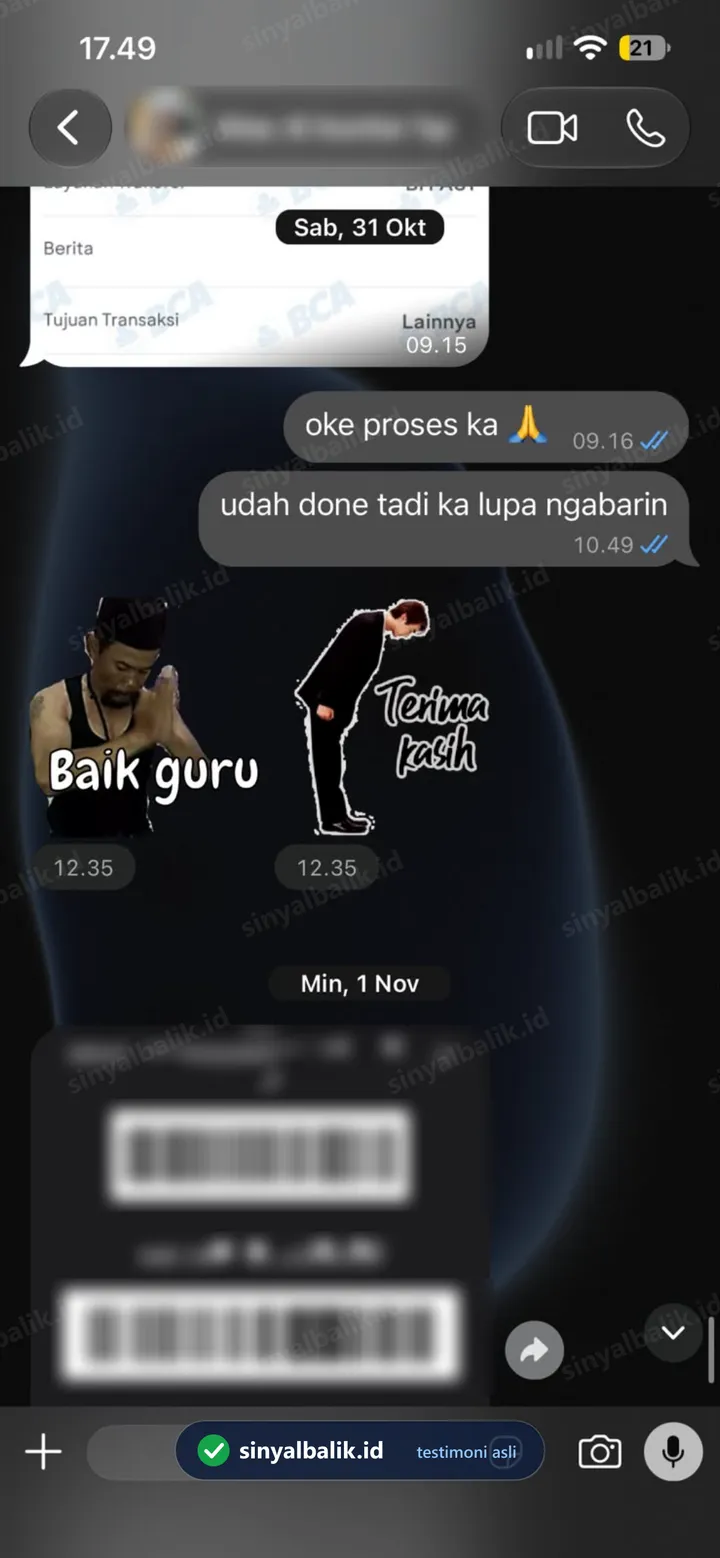 17.49
21
Sab, 31 Okt
Berita
BCA
BCA
Tujuan Transaksi
Lainnya
09.15
oke proses ka 🙏
09.16
udah done tadi ka lupa ngabarin
10.49
Baik guru
Terima
kasih
12.35
12.35
Min, 1 Nov
sinyalbalik.id
testimoni asli